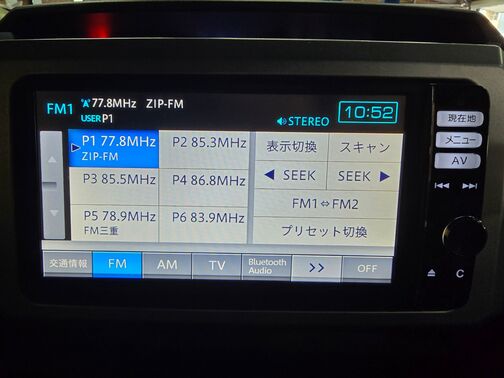 FM1 77.8MHz ZIP-FM
USER P1
STEREO 10:52
現在地
メニュー
AV
P1 77.8MHz
ZIP-FM
P2 85.3MHz
P3 85.5MHz
P4 86.8MHz
P5 78.9MHz
FM三重
P6 83.9MHz
表示切換 スキャン
SEEK SEEK
FM1⇔FM2
プリセット切換
交通情報 FM AM TV Bluetooth Audio >> OFF
C